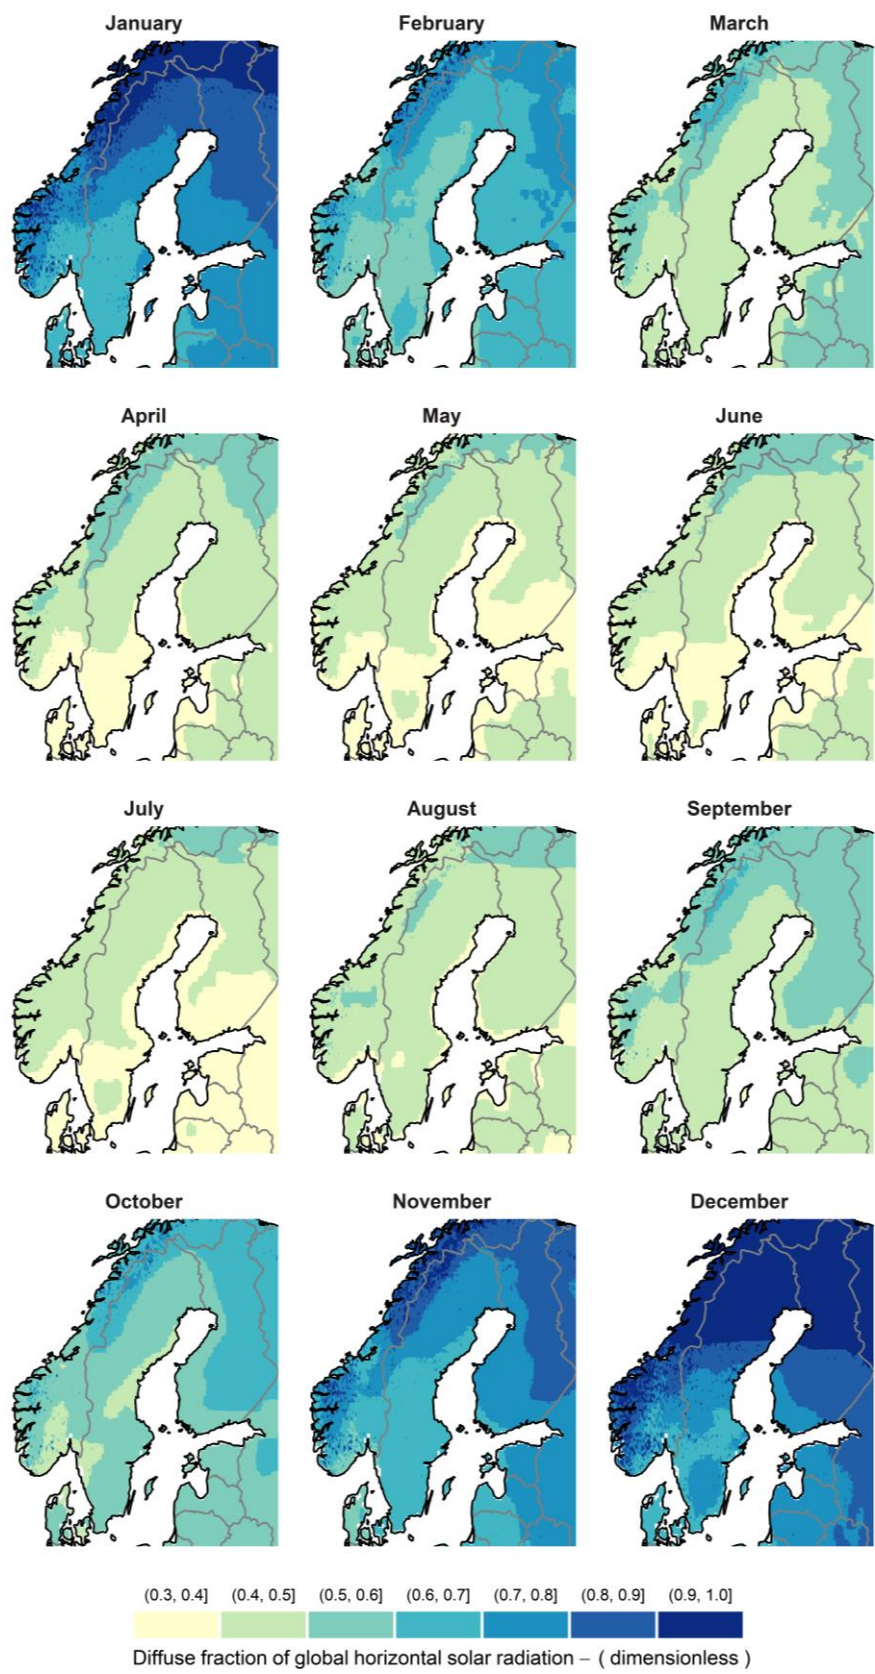 January February March
April May June
July August September
October November December
(0.3, 0.4] (0.4, 0.5] (0.5, 0.6] (0.6, 0.7] (0.7, 0.8] (0.8, 0.9] (0.9, 1.0]
Diffuse fraction of global horizontal solar radiation – ( dimensionless )